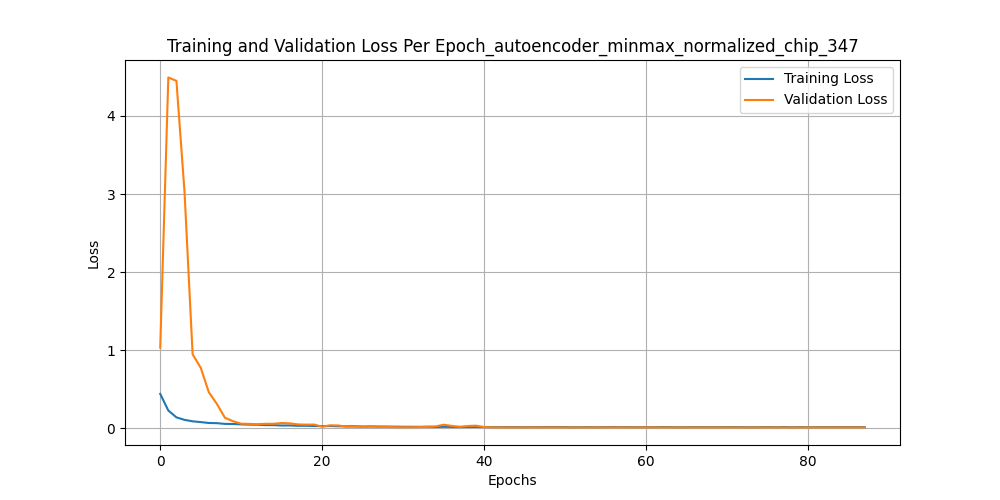 Training and Validation Loss Per Epoch_autoencoder_minmax_normalized_chip_347
Training Loss
Validation Loss
4
3
2
1
0
Loss
0 20 40 60 80
Epochs